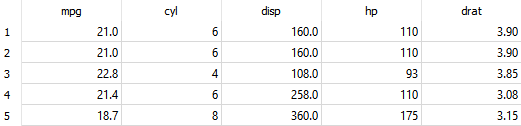 mpg cyl disp hp drat
1 21.0 6 160.0 110 3.90
2 21.0 6 160.0 110 3.90
3 22.8 4 108.0 93 3.85
4 21.4 6 258.0 110 3.08
5 18.7 8 360.0 175 3.15